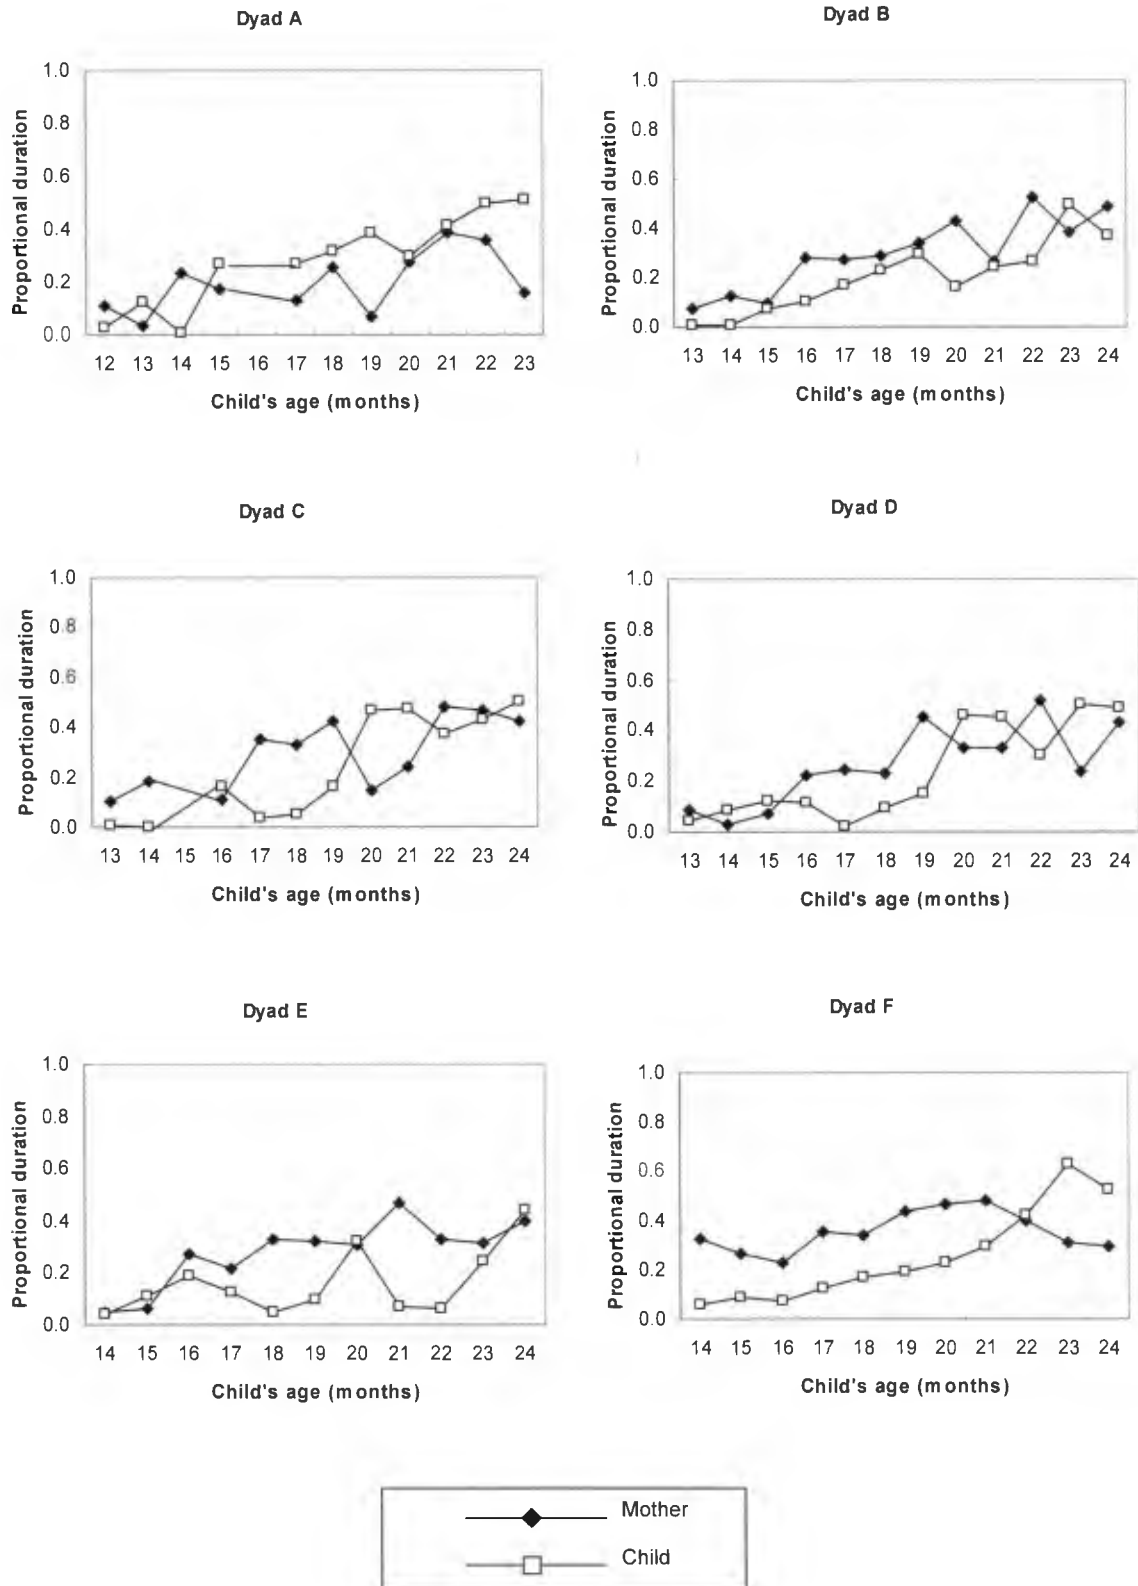 Dyad A
Proportional duration
1.0
0.8
0.6
0.4
0.2
0.0
12 13 14 15 16 17 18 19 20 21 22 23
Child's age (months)
Dyad B
Proportional duration
1.0
0.8
0.6
0.4
0.2
0.0
13 14 15 16 17 18 19 20 21 22 23 24
Child's age (months)
Dyad C
Proportional duration
1.0
0.8
0.6
0.4
0.2
0.0
13 14 15 16 17 18 19 20 21 22 23 24
Child's age (months)
Dyad D
Proportional duration
1.0
0.8
0.6
0.4
0.2
0.0
13 14 15 16 17 18 19 20 21 22 23 24
Child's age (months)
Dyad E
Proportional duration
1.0
0.8
0.6
0.4
0.2
0.0
14 15 16 17 18 19 20 21 22 23 24
Child's age (months)
Dyad F
Proportional duration
1.0
0.8
0.6
0.4
0.2
0.0
14 15 16 17 18 19 20 21 22 23 24
Child's age (months)
Mother
Child